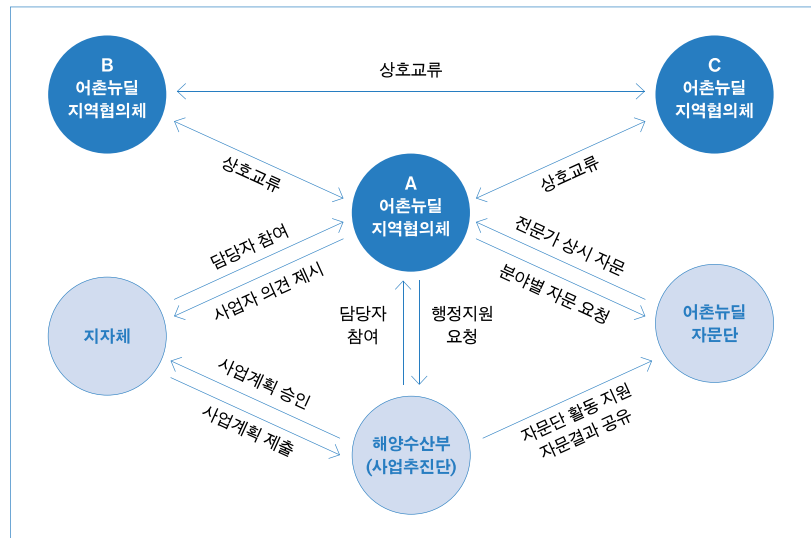 B
어촌뉴딜
지역협의체
상호교류
C
어촌뉴딜
지역협의체
상호교류
A
어촌뉴딜
지역협의체
상호교류
담당자 참여
사업자 의견 제시
전문가 상시 자문
분야별 자문 요청
지자체
담당자
참여
행정지원
요청
어촌뉴딜
자문단
사업계획 승인
사업계획 제출
해양수산부
(사업추진단)
자문단 활동 지원
자문결과 공유